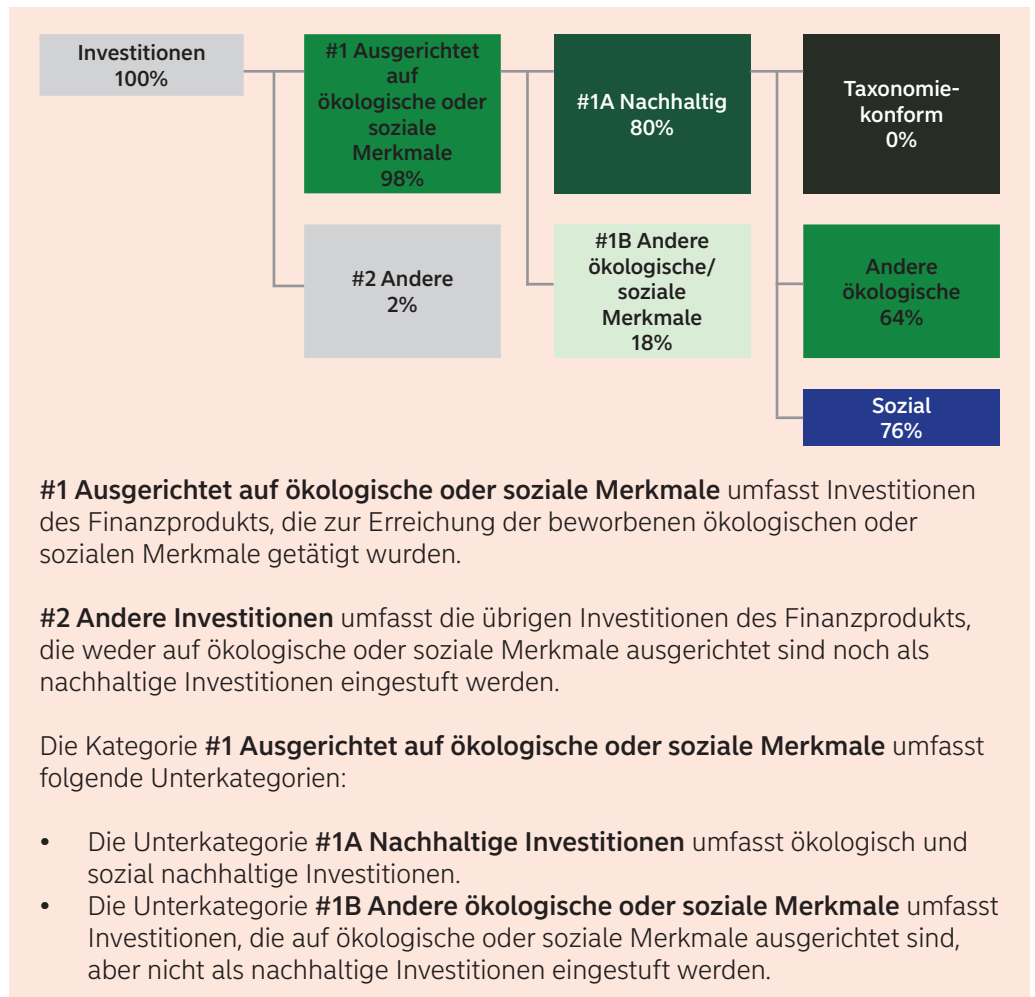 Investitionen
100%
#1 Ausgerichtet
auf
ökologische oder
soziale
Merkmale
98%
#1A Nachhaltig
80%
Taxonomie-
konform
0%
#2 Andere
2%
#1B Andere
ökologische/
soziale
Merkmale
18%
Andere
ökologische
64%
Sozial
76%
#1 Ausgerichtet auf ökologische oder soziale Merkmale umfasst Investitionen
des Finanzprodukts, die zur Erreichung der beworbenen ökologischen oder
sozialen Merkmale getätigt wurden.
#2 Andere Investitionen umfasst die übrigen Investitionen des Finanzprodukts,
die weder auf ökologische oder soziale Merkmale ausgerichtet sind noch als
nachhaltige Investitionen eingestuft werden.
Die Kategorie #1 Ausgerichtet auf ökologische oder soziale Merkmale umfasst
folgende Unterkategorien:
• Die Unterkategorie #1A Nachhaltige Investitionen umfasst ökologisch und
sozial nachhaltige Investitionen.
• Die Unterkategorie #1B Andere ökologische oder soziale Merkmale umfasst
Investitionen, die auf ökologische oder soziale Merkmale ausgerichtet sind,
aber nicht als nachhaltige Investitionen eingestuft werden.